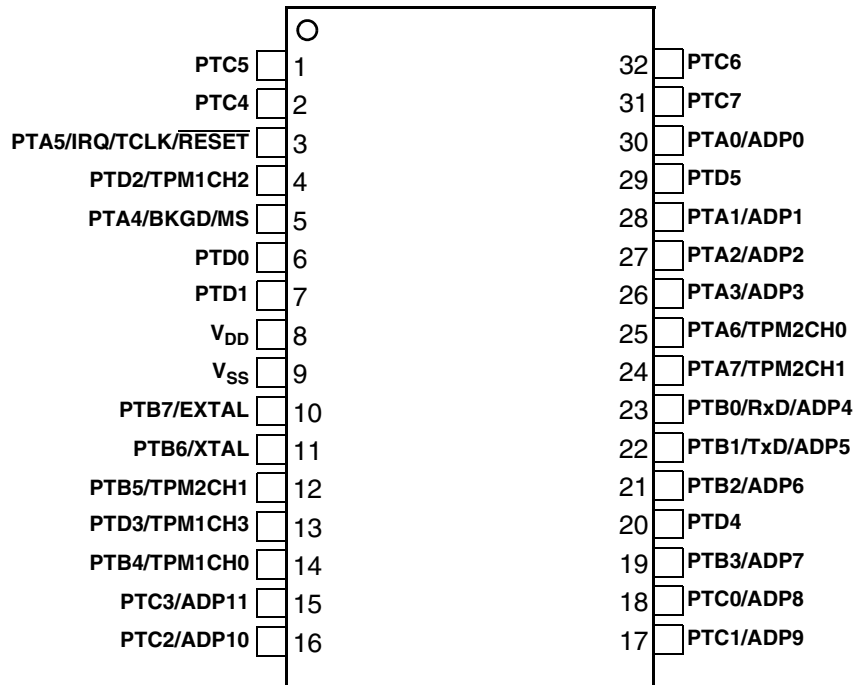 PTC5 1
PTC4 2
PTA5/IRQ/TCLK/RESET 3
PTD2/TPM1CH2 4
PTA4/BKGD/MS 5
PTD0 6
PTD1 7
VDD 8
VSS 9
PTB7/EXTAL 10
PTB6/XTAL 11
PTB5/TPM2CH1 12
PTD3/TPM1CH3 13
PTB4/TPM1CH0 14
PTC3/ADP11 15
PTC2/ADP10 16
32 PTC6
31 PTC7
30 PTA0/ADP0
29 PTD5
28 PTA1/ADP1
27 PTA2/ADP2
26 PTA3/ADP3
25 PTA6/TPM2CH0
24 PTA7/TPM2CH1
23 PTB0/RxD/ADP4
22 PTB1/TxD/ADP5
21 PTB2/ADP6
20 PTD4
19 PTB3/ADP7
18 PTC0/ADP8
17 PTC1/ADP9